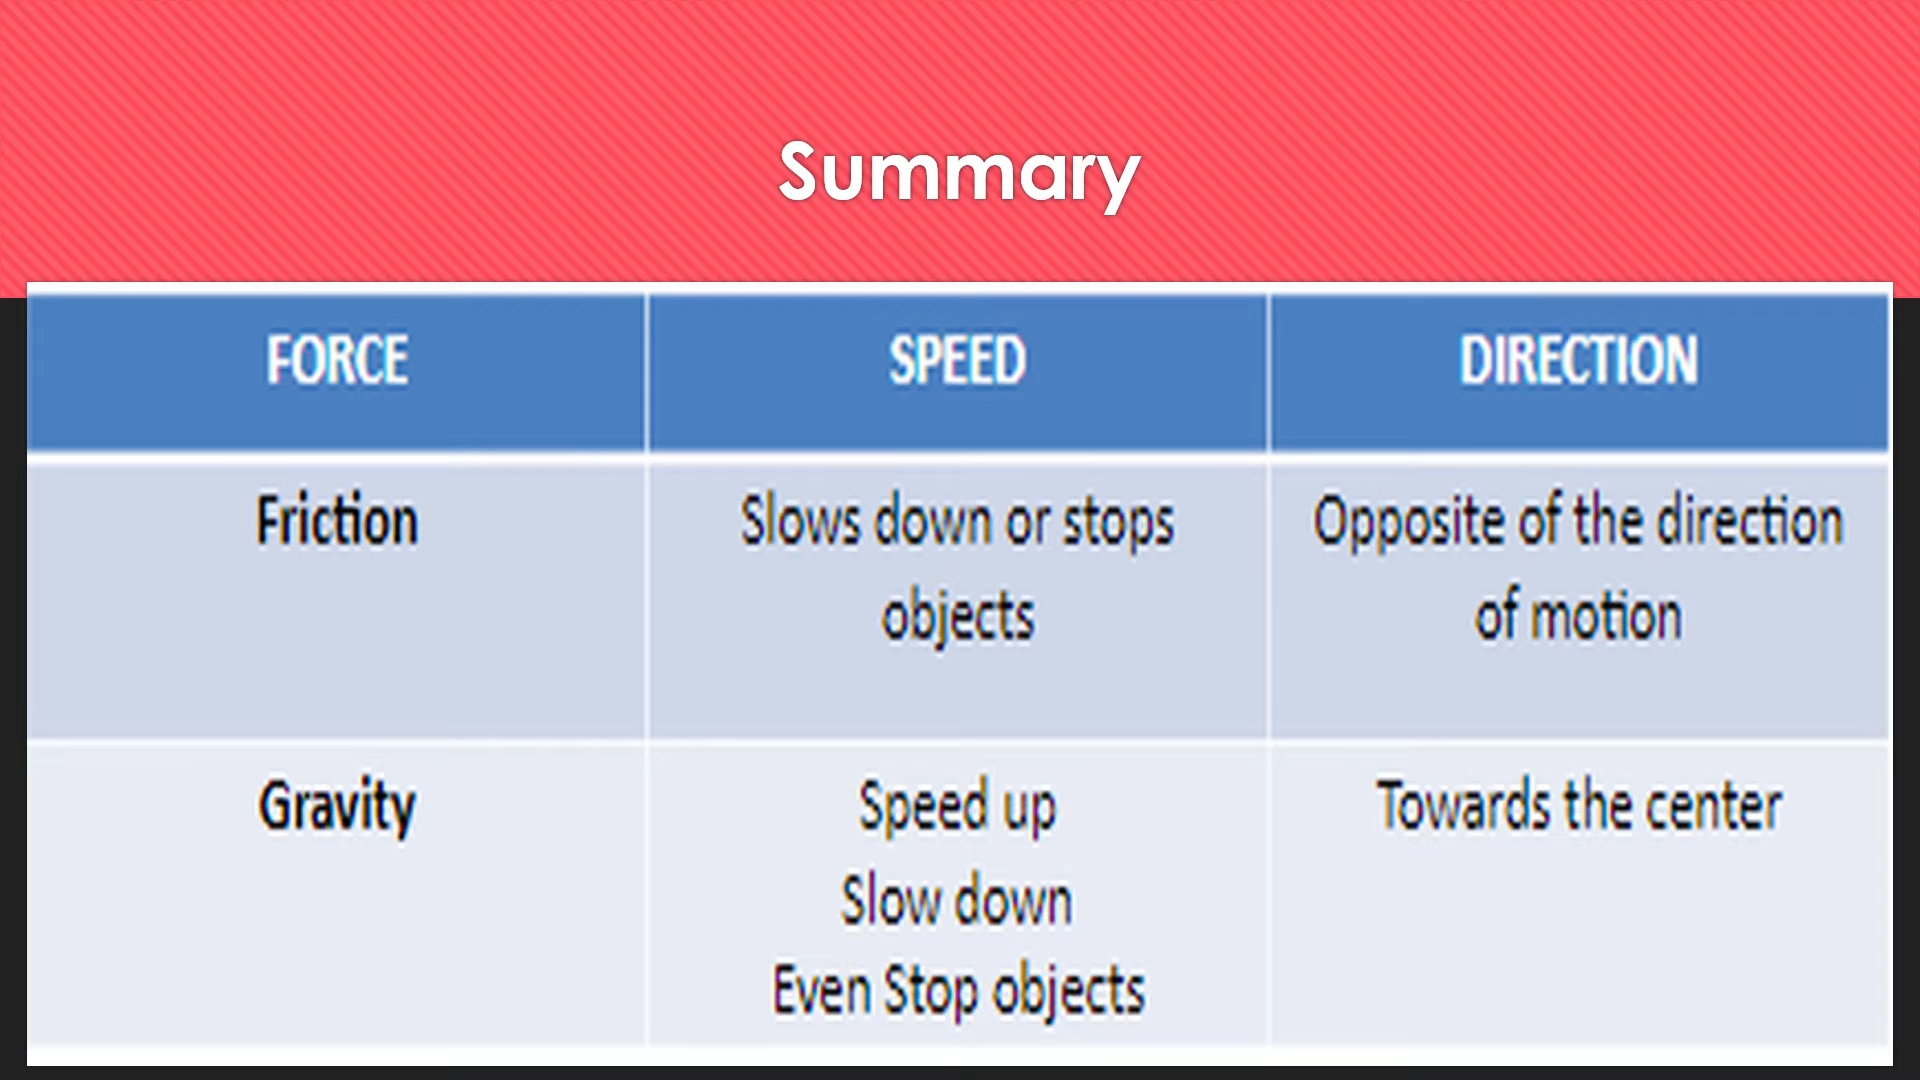 Summary
FORCE
SPEED
DIRECTION
Friction
Slows down or stops
objects
Opposite of the direction
of motion
Gravity
Speed up
Slow down
Even Stop objects
Towards the center